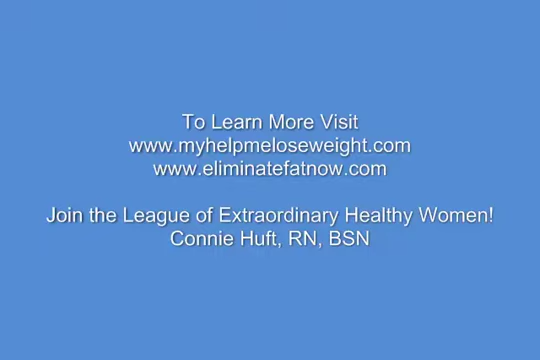 To Learn More Visit
www.myhelpmeloseweight.com
www.eliminatefatnow.com
Join the League of Extraordinary Healthy Women!
Connie Huft, RN, BSN